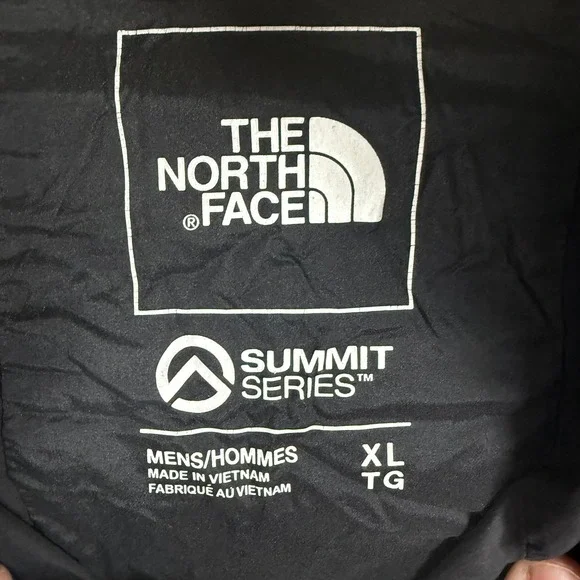 THE
NORTH
FACE
®
SUMMIT
SERIES™
MENS/HOMMES XL
MADE IN VIETNAM TG
FABRIQUÉ AU VIETNAM